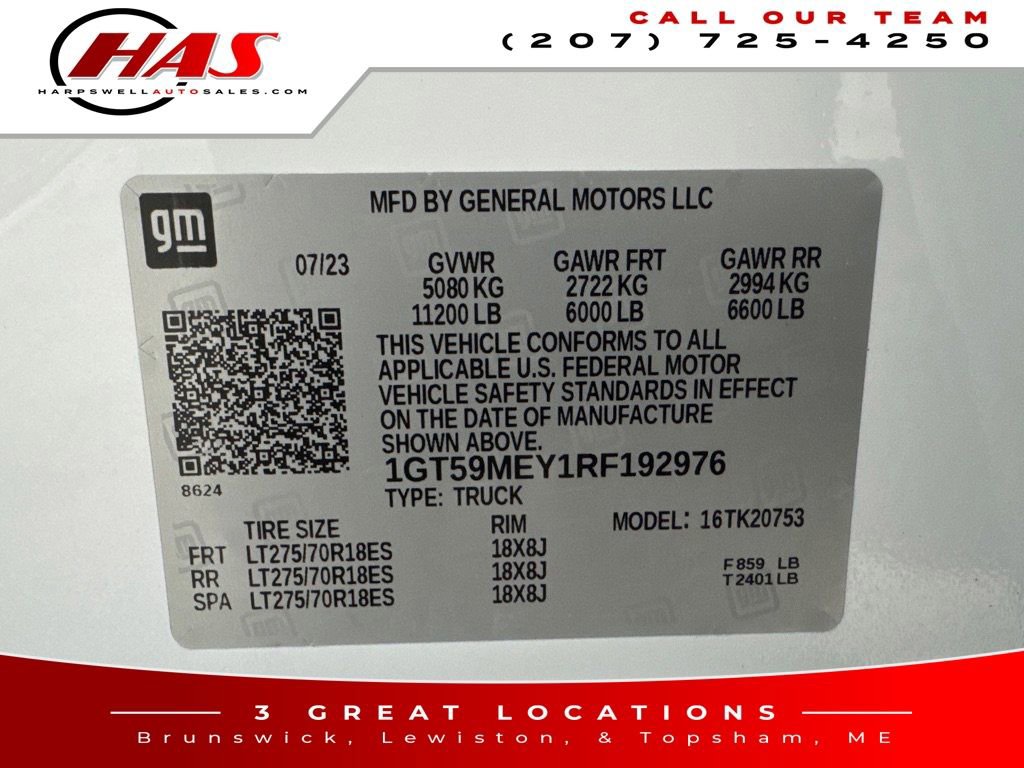 HAS
HARPSWELLAUTOSALES.COM
CALL OUR TEAM
(207) 725-4250
gm
MFD BY GENERAL MOTORS LLC
07/23 GVWR GAWR FRT GAWR RR
5080 KG 2722 KG 2994 KG
11200 LB 6000 LB 6600 LB
THIS VEHICLE CONFORMS TO ALL
APPLICABLE U.S. FEDERAL MOTOR
VEHICLE SAFETY STANDARDS IN EFFECT
ON THE DATE OF MANUFACTURE
SHOWN ABOVE.
1GT59MEY1RF192976
8624
TYPE: TRUCK
TIRE SIZE RIM MODEL: 16TK20753
FRT LT275/70R18ES 18X8J
RR LT275/70R18ES 18X8J
SPA LT275/70R18ES 18X8J
F 859 LB
T 2401 LB
3 GREAT LOCATIONS
Brunswick, Lewiston, & Topsham, ME